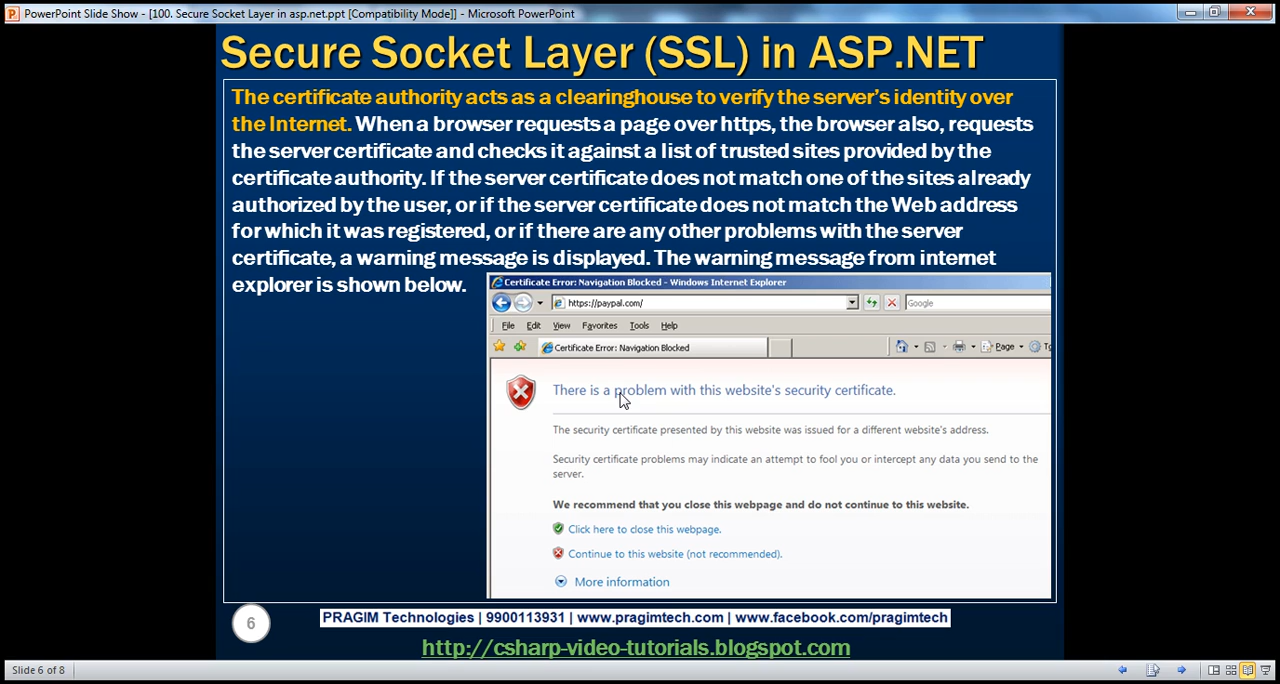 PowerPoint Slide Show - [100. Secure Socket Layer in asp.net.ppt [Compatibility Mode]] - Microsoft PowerPoint
Secure Socket Layer (SSL) in ASP.NET
The certificate authority acts as a clearinghouse to verify the server's identity over
the Internet. When a browser requests a page over https, the browser also, requests
the server certificate and checks it against a list of trusted sites provided by the
certificate authority. If the server certificate does not match one of the sites already
authorized by the user, or if the server certificate does not match the Web address
for which it was registered, or if there are any other problems with the server
certificate, a warning message is displayed. The warning message from internet
explorer is shown below.
Certificate Error: Navigation Blocked - Windows Internet Explorer
https://paypal.com/
Google
File Edit View Favorites Tools Help
Certificate Error: Navigation Blocked
Page
There is a problem with this website's security certificate.
The security certificate presented by this website was issued for a different website's address.
Security certificate problems may indicate an attempt to fool you or intercept any data you send to the
server.
We recommend that you close this webpage and do not continue to this website.
Click here to close this webpage.
Continue to this website (not recommended).
More information
6
PRAGIM Technologies | 9900113931 | www.pragimtech.com | www.facebook.com/pragimtech
http://csharp-video-tutorials.blogspot.com
Slide 6 of 8